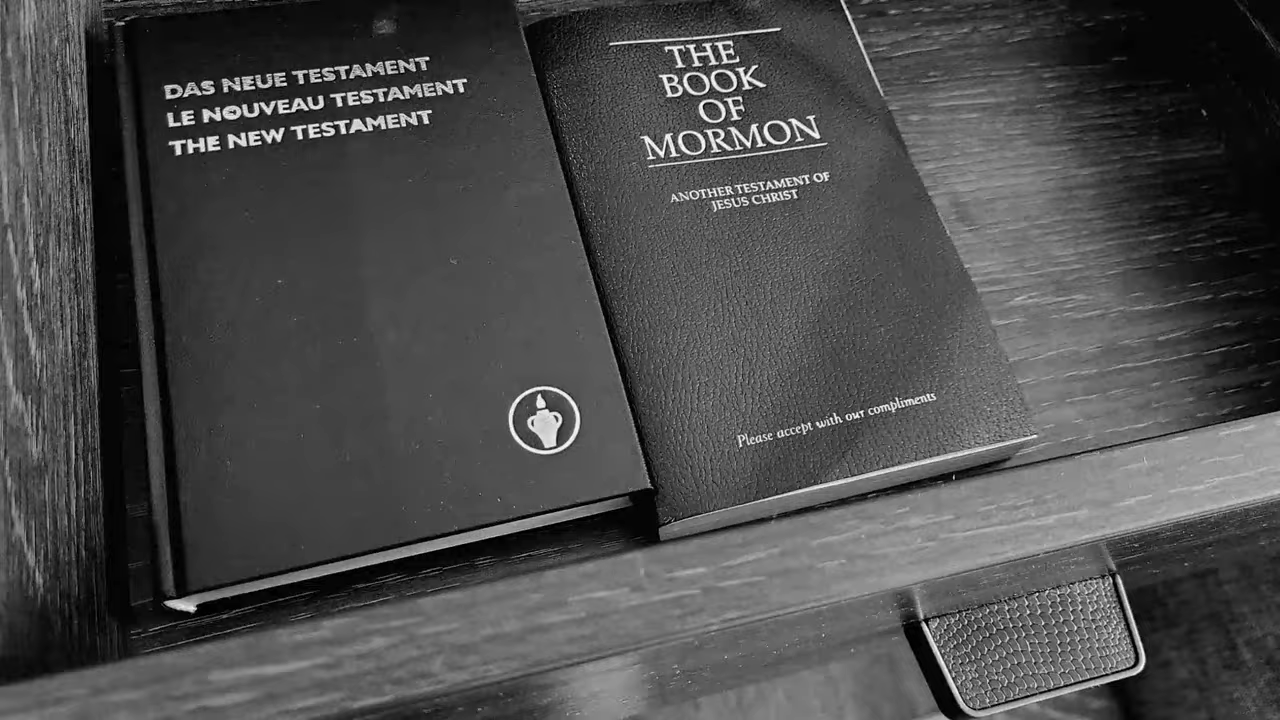 DAS NEUE TESTAMENT
LE NOUVEAU TESTAMENT
THE NEW TESTAMENT
THE
BOOK
OF
MORMON
ANOTHER TESTAMENT OF
JESUS CHRIST
Please accept with our compliments